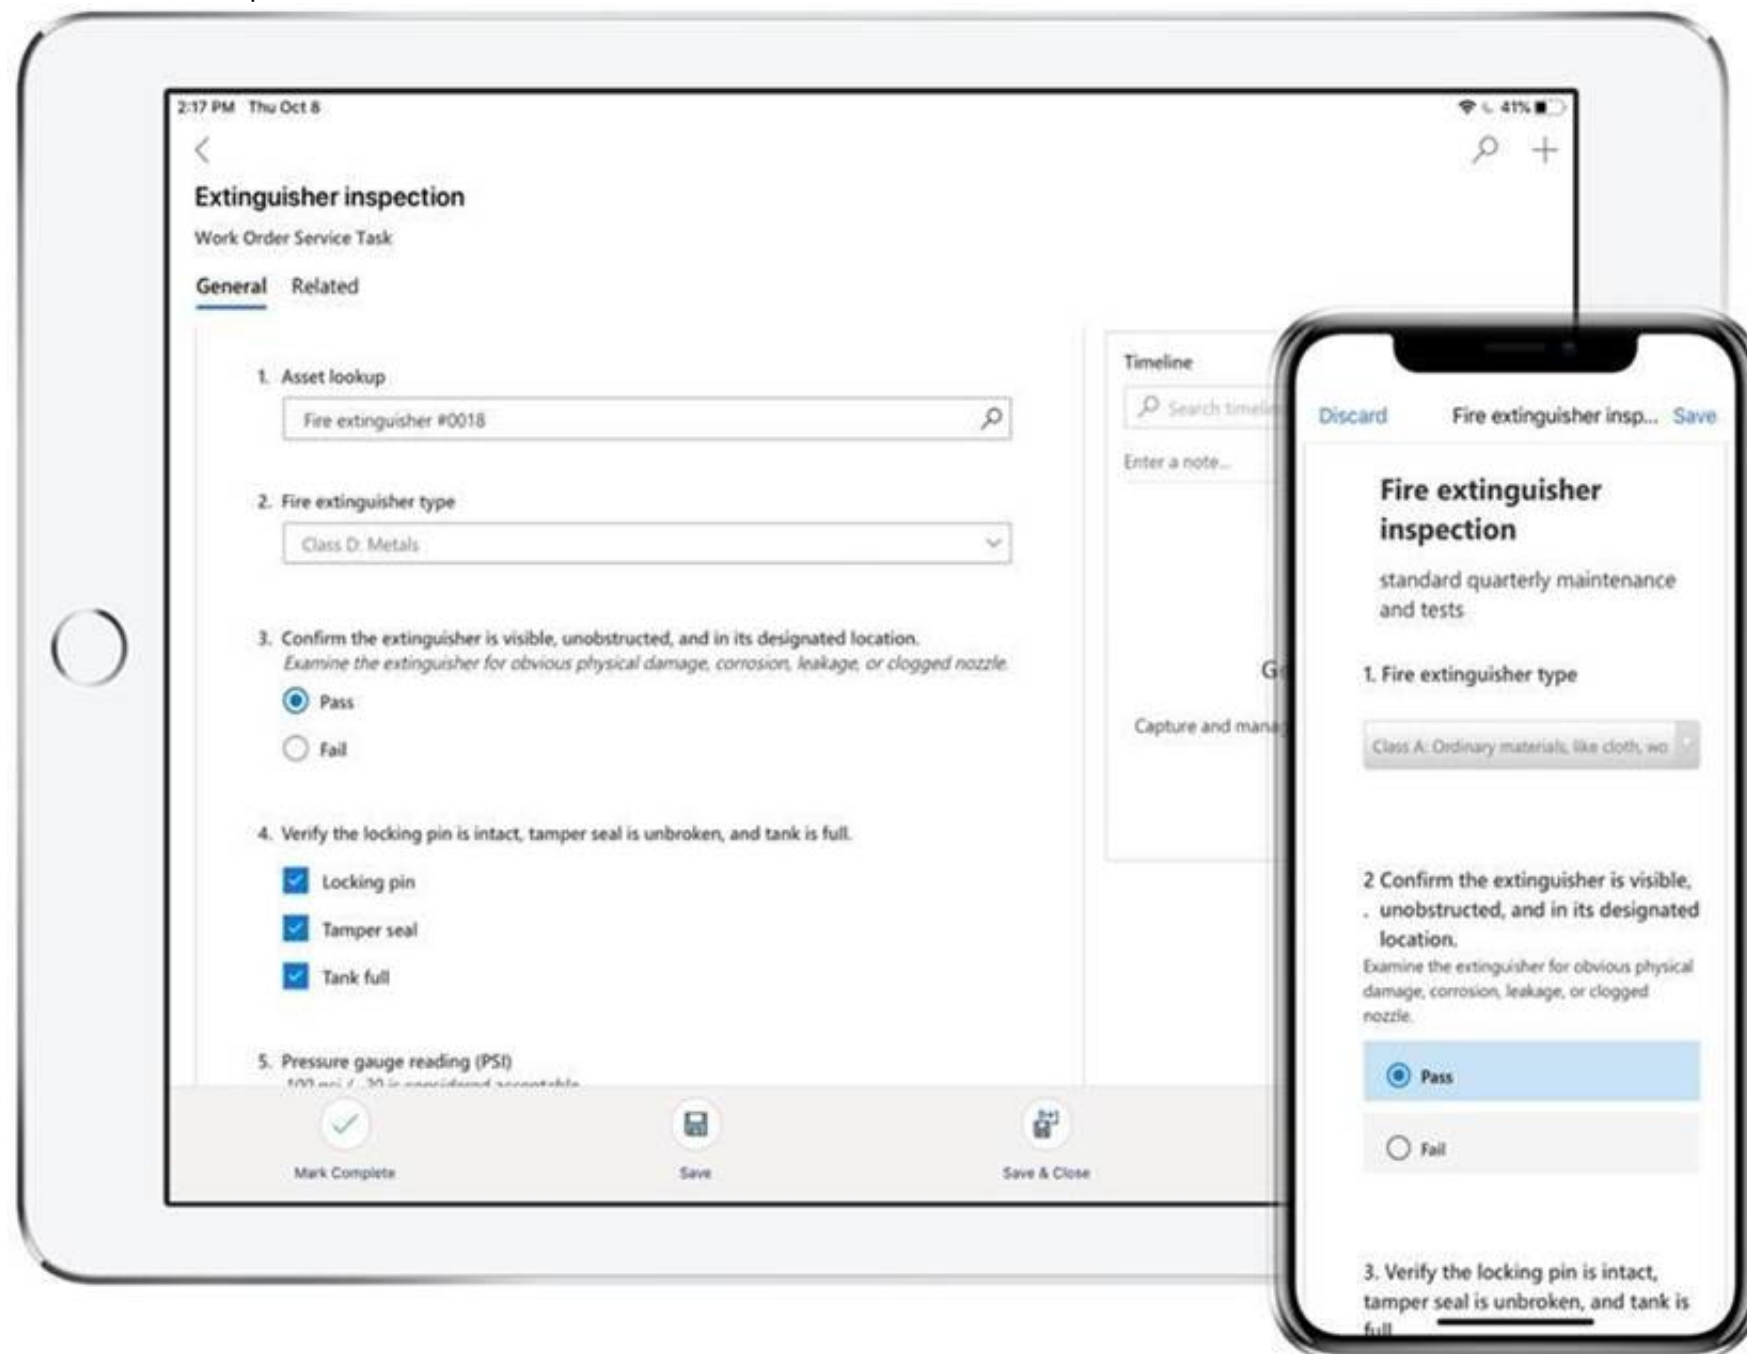 2:17 PM Thu Oct 8
41%
Extinguisher inspection
Work Order Service Task
General Related
1. Asset lookup
Fire extinguisher #0018
2. Fire extinguisher type
Class D: Metals
3. Confirm the extinguisher is visible, unobstructed, and in its designated location.
Examine the extinguisher for obvious physical damage, corrosion, leakage, or clogged nozzle.
Pass
Fail
4. Verify the locking pin is intact, tamper seal is unbroken, and tank is full.
Locking pin
Tamper seal
Tank full
5. Pressure gauge reading (PSI)
Mark Complete
Save
Save & Close
Timeline
Search
Enter a note...
Capture and
Discard
Fire extinguisher insp...
Save
Fire extinguisher
inspection
standard quarterly maintenance
and tests
1. Fire extinguisher type
Class A: Ordinary materials, like cloth, wo
2 Confirm the extinguisher is visible,
. unobstructed, and in its designated
location.
Examine the extinguisher for obvious physical
damage, corrosion, leakage, or clogged
nozzle.
Pass
Fail
3. Verify the locking pin is intact,
tamper seal is unbroken, and tank is
full